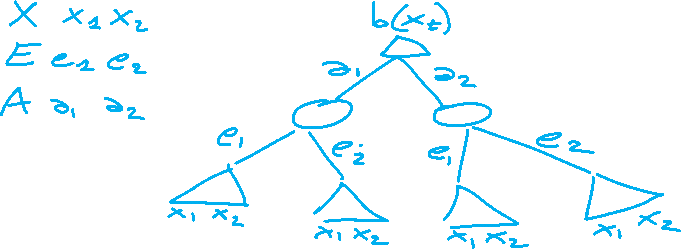 X x1 x2
b(xt)
E e1 e2
A a1 a2
a1 a2
e1 e2 e1 e2
x1 x2 x1 x2 x1 x2 x1 x2